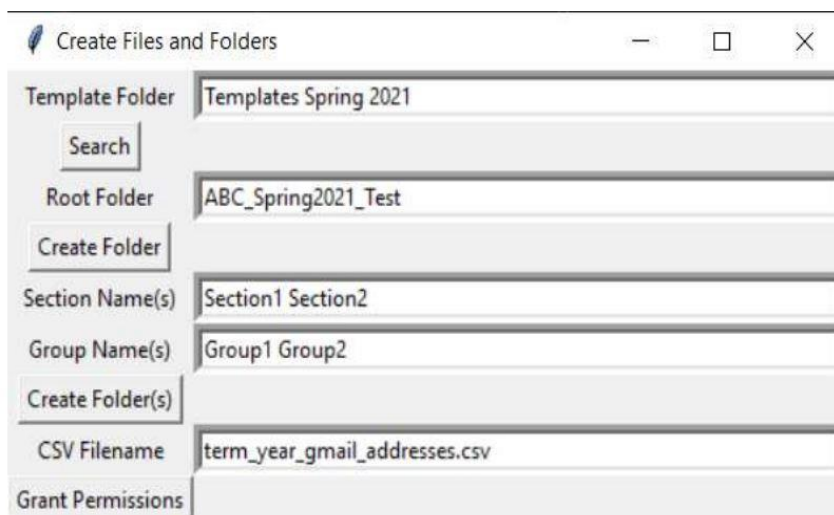 Create Files and Folders
Template Folder Templates Spring 2021
Search
Root Folder ABC_Spring2021_Test
Create Folder
Section Name(s) Section1 Section2
Group Name(s) Group1 Group2
Create Folder(s)
CSV Filename term_year_gmail_addresses.csv
Grant Permissions